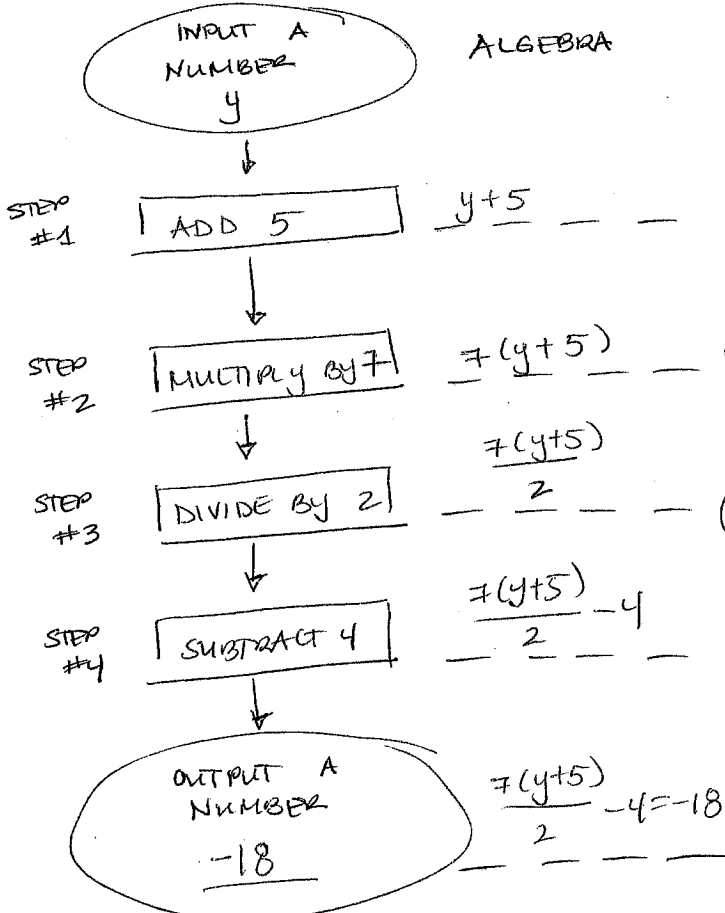 INPUT A
NUMBER
y
ALGEBRA
STEP
#1
ADD 5
y+5
STEP
#2
MULTIPLY BY 7
7(y+5)
STEP
#3
DIVIDE BY 2
7(y+5)
2
STEP
#4
SUBTRACT 4
7(y+5)
2
-4
OUTPUT A
NUMBER
-18
7(y+5)
2
-4=-18